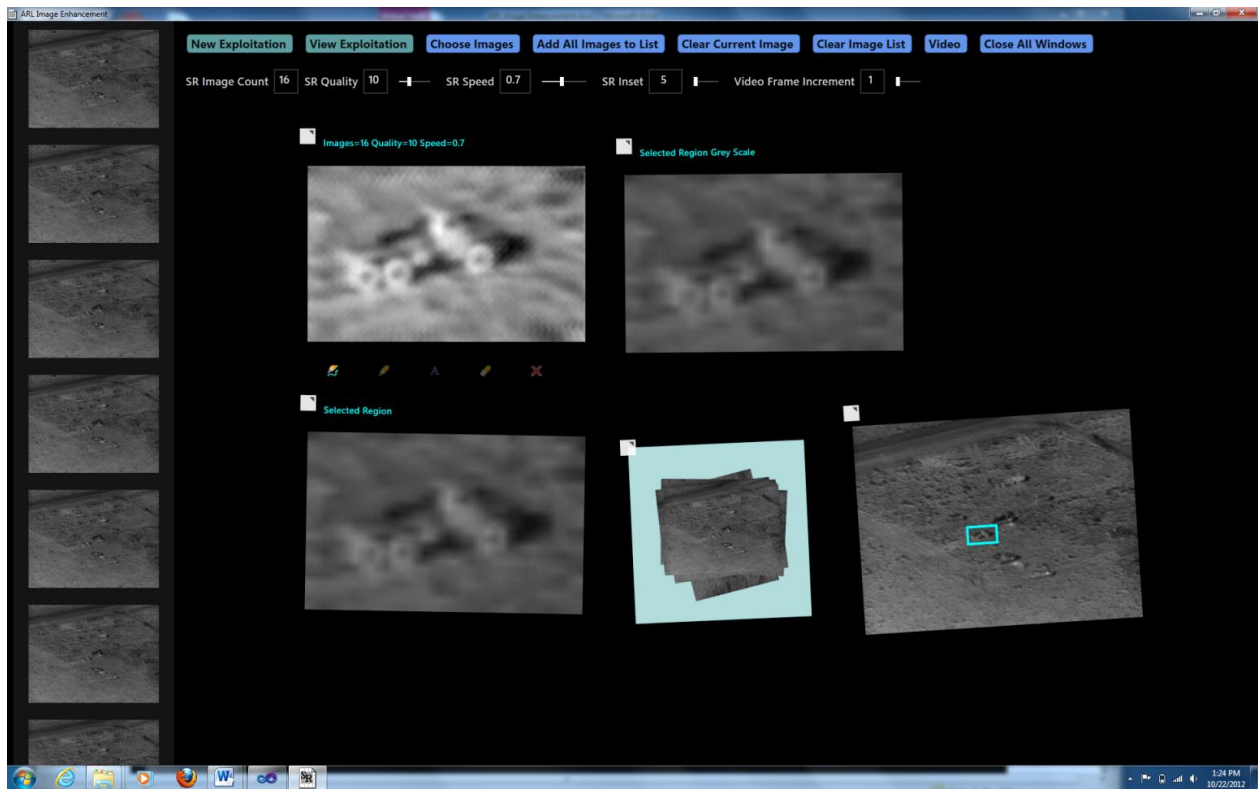 ARL Image Enhancement
New Exploitation View Exploitation Choose Images Add All Images to List Clear Current Image Clear Image List Video Close All Windows
SR Image Count 16 SR Quality 10 SR Speed 0.7 SR Inset 5 Video Frame Increment 1
Images=16 Quality=10 Speed=0.7
Selected Region Grey Scale
A
Selected Region
W
SR
1:24 PM
10/22/2012